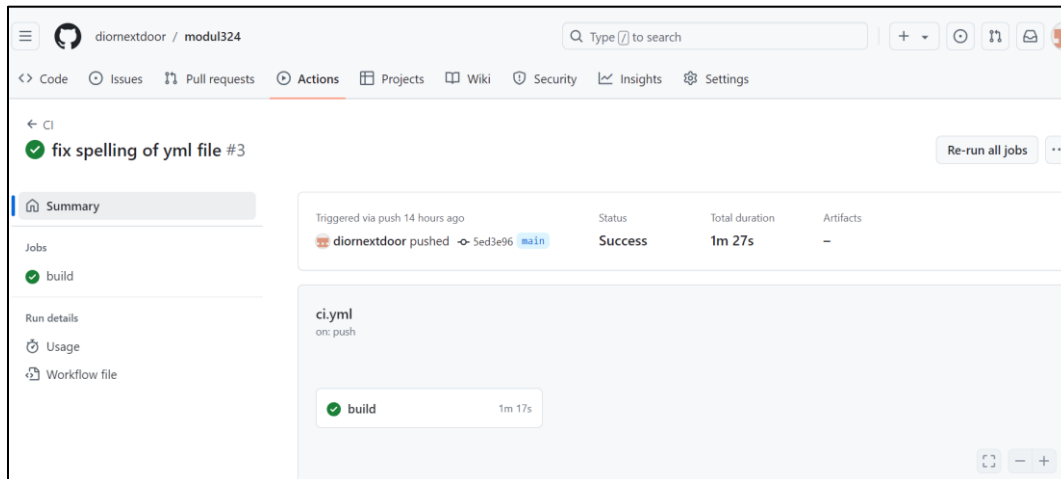 diornextdoor / modul324
Type / to search
Code Issues Pull requests Actions Projects Wiki Security Insights Settings
CI
fix spelling of yml file #3
Re-run all jobs
Summary
Jobs
build
Run details
Usage
Workflow file
Triggered via push 14 hours ago
diornextdoor pushed 5ed3e96 main
Status
Success
Total duration
1m 27s
Artifacts
–
ci.yml
on: push
build 1m 17s